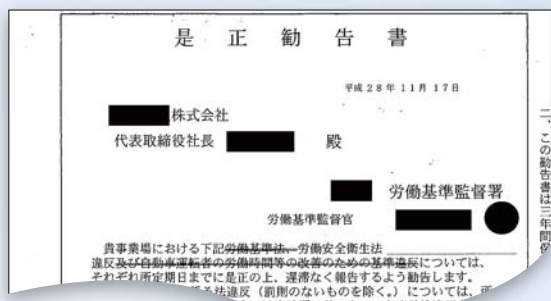 是正勧告書
平成28年11月17日
株式会社
代表取締役社長 殿
労働基準監督署
労働基準監督官
貴事業場における下記労働基準法、労働安全衛生法
違反及び自動車運転者の労働時間等の改善のための基準違反については、
それぞれ所定期日までに是正の上、遅滞なく報告するよう勧告します。
法違反(罰則のないものを除く。)については、
二、この勧告書は三年間保